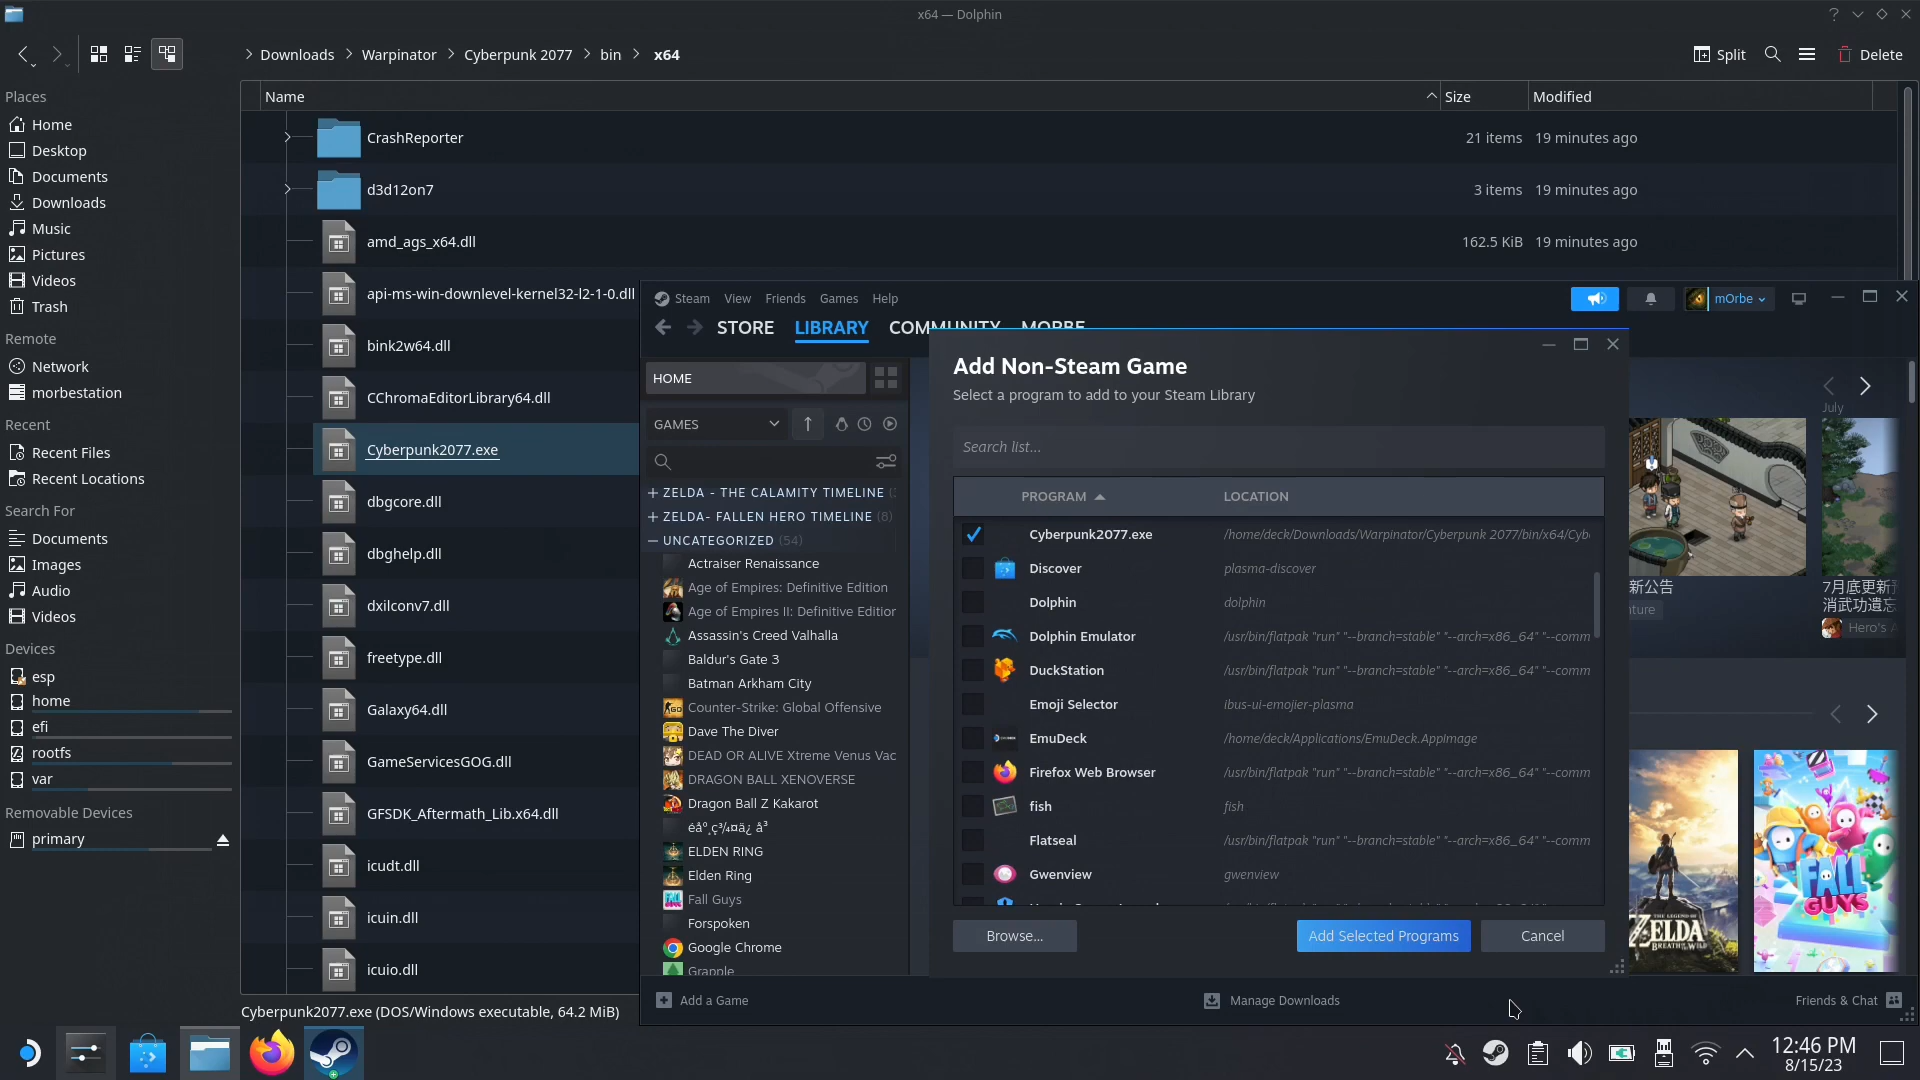 x64 — Dolphin
Downloads > Warpinator > Cyberpunk 2077 > bin > x64
Split
Delete
Places
Home
Desktop
Documents
Downloads
Music
Pictures
Videos
Trash
Remote
Network
morbestation
Recent
Recent Files
Recent Locations
Search For
Documents
Images
Audio
Videos
Devices
esp
home
efi
rootfs
var
Removable Devices
primary
Name Size Modified
CrashReporter 21 items 19 minutes ago
d3d12on7 3 items 19 minutes ago
amd_ags_x64.dll 162.5 KiB 19 minutes ago
api-ms-win-downlevel-kernel32-l2-1-0.dll
bink2w64.dll
CChromaEditorLibrary64.dll
Cyberpunk2077.exe
dbgcore.dll
dbghelp.dll
dxilconv7.dll
freetype.dll
Galaxy64.dll
GameServicesGOG.dll
GFSDK_Aftermath_Lib.x64.dll
icudt.dll
icuin.dll
icuio.dll
Cyberpunk2077.exe (DOS/Windows executable, 64.2 MiB)
Steam View Friends Games Help
mOrbe
STORE LIBRARY COMMUNITY MORBE
HOME
GAMES
+ ZELDA - THE CALAMITY TIMELINE
+ ZELDA- FALLEN HERO TIMELINE (8)
— UNCATEGORIZED (54)
Actraiser Renaissance
Age of Empires: Definitive Edition
Age of Empires II: Definitive Edition
Assassin's Creed Valhalla
Baldur's Gate 3
Batman Arkham City
Counter-Strike: Global Offensive
Dave The Diver
DEAD OR ALIVE Xtreme Venus Vac
DRAGON BALL XENOVERSE
Dragon Ball Z Kakarot
ELDEN RING
Elden Ring
Fall Guys
Forspoken
Google Chrome
Grapple
Add Non-Steam Game
Select a program to add to your Steam Library
Search list...
PROGRAM LOCATION
Cyberpunk2077.exe /home/deck/Downloads/Warpinator/Cyberpunk 2077/bin/x64/Cyb
Discover plasma-discover
Dolphin dolphin
Dolphin Emulator /usr/bin/flatpak "run" "--branch=stable" "--arch=x86_64" "--comm
DuckStation /usr/bin/flatpak "run" "--branch=stable" "--arch=x86_64" "--comm
Emoji Selector ibus-ui-emojier-plasma
EmuDeck /home/deck/Applications/EmuDeck.AppImage
Firefox Web Browser /usr/bin/flatpak "run" "--branch=stable" "--arch=x86_64" "--comm
fish fish
Flatseal /usr/bin/flatpak "run" "--branch=stable" "--arch=x86_64" "--comm
Gwenview gwenview
Browse...
Add Selected Programs
Cancel
July
新公告
7月底更新
Hero's A
THE LEGEND OF
ZELDA
BREATH OF THE WILD
FALL
GUYS
Add a Game
Manage Downloads
Friends & Chat
12:46 PM
8/15/23